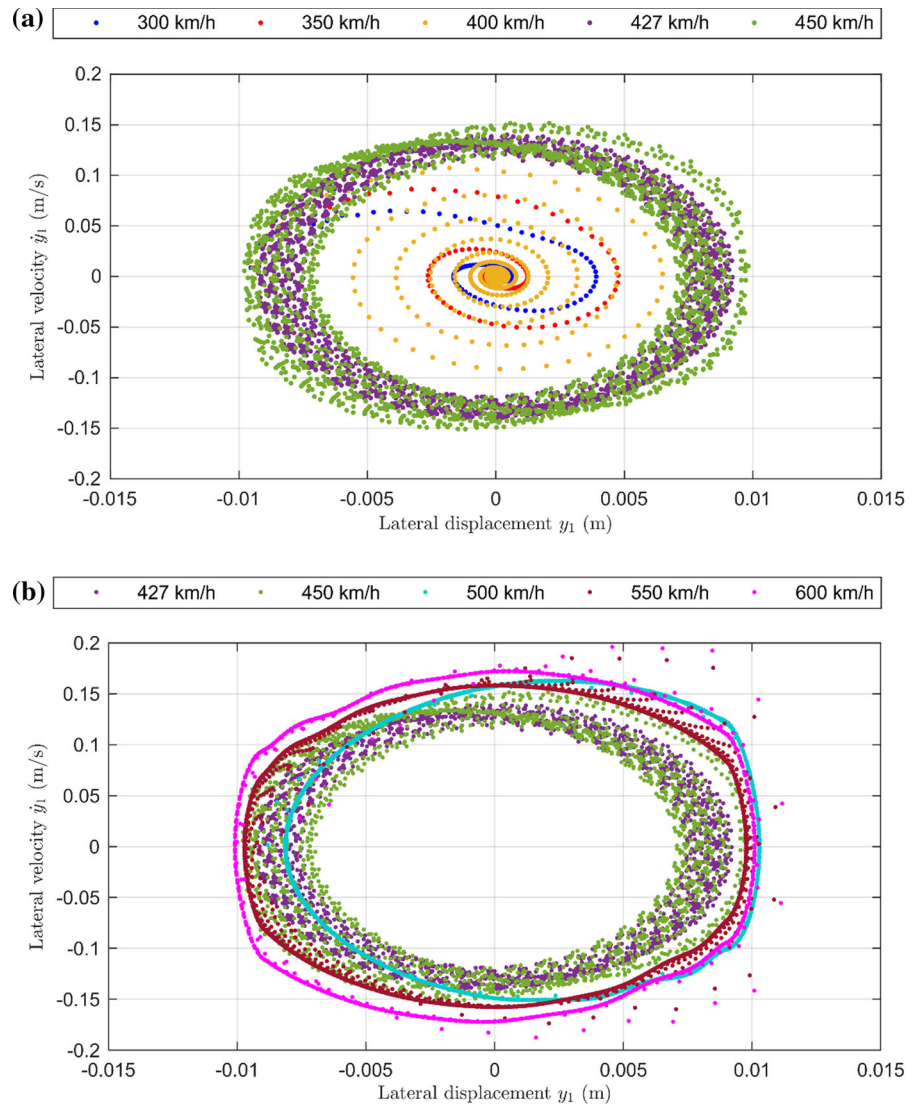 (a)
300 km/h 350 km/h 400 km/h 427 km/h 450 km/h
0.2
0.15
0.1
0.05
0
-0.05
-0.1
-0.15
-0.2
Lateral velocity ẏ₁ (m/s)
-0.015 -0.01 -0.005 0 0.005 0.01 0.015
Lateral displacement y₁ (m)
(b)
427 km/h 450 km/h 500 km/h 550 km/h 600 km/h
0.2
0.15
0.1
0.05
0
-0.05
-0.1
-0.15
-0.2
Lateral velocity ẏ₁ (m/s)
-0.015 -0.01 -0.005 0 0.005 0.01 0.015
Lateral displacement y₁ (m)